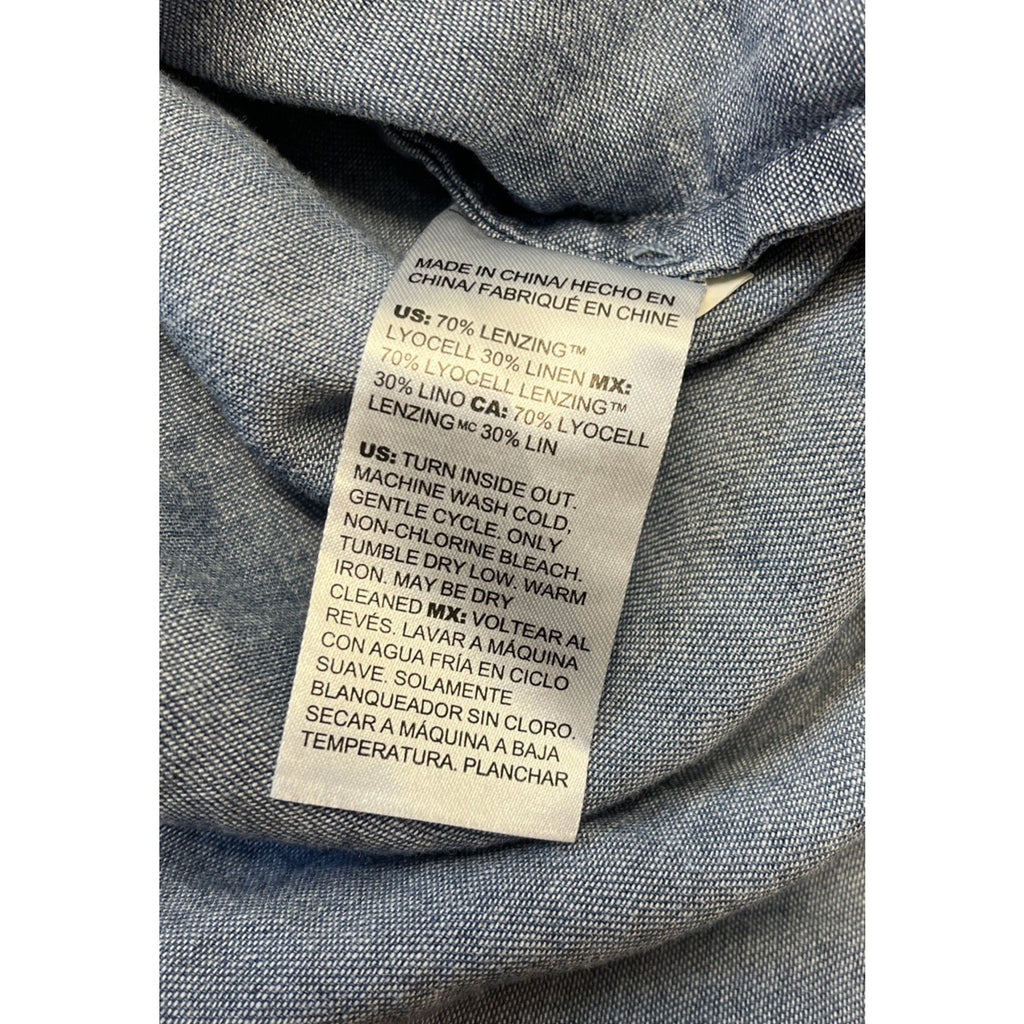 MADE IN CHINA/ HECHO EN
CHINA/ FABRIQUÉ EN CHINE
US: 70% LENZING™
LYOCELL 30% LINEN MX:
70% LYOCELL LENZING™
30% LINO CA: 70% LYOCELL
LENZING MC 30% LIN
US: TURN INSIDE OUT.
MACHINE WASH COLD,
GENTLE CYCLE. ONLY
NON-CHLORINE BLEACH.
TUMBLE DRY LOW. WARM
IRON. MAY BE DRY
CLEANED MX: VOLTEAR AL
REVÉS. LAVAR A MÁQUINA
CON AGUA FRÍA EN CICLO
SUAVE. SOLAMENTE
BLANQUEADOR SIN CLORO.
SECAR A MÁQUINA A BAJA
TEMPERATURA. PLANCHAR